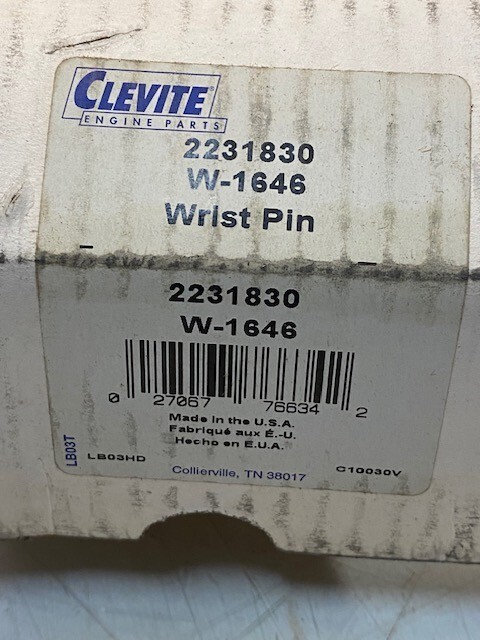 CLEVITE®
ENGINE PARTS
2231830
W-1646
Wrist Pin
2231830
W-1646
0 27067 76634 2
Made in the U.S.A.
Fabriqué aux É.-U.
Hecho en E.U.A.
LB03T
LB03HD
C10030V
Collierville, TN 38017